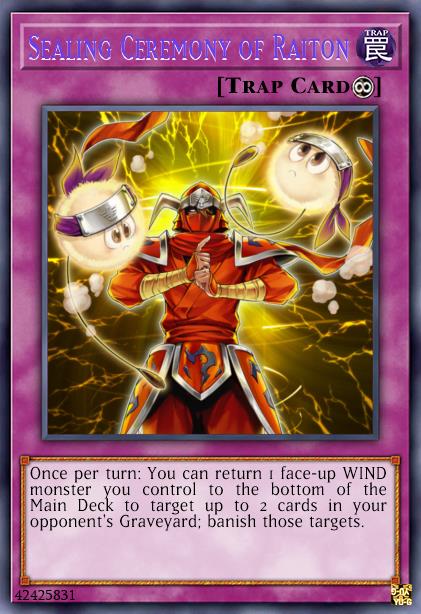 Sealing Ceremony of Raiton
TRAP
罠
[Trap Card]
Once per turn: You can return 1 face-up WIND
monster you control to the bottom of the
Main Deck to target up to 2 cards in your
opponent's Graveyard; banish those targets.
42425831